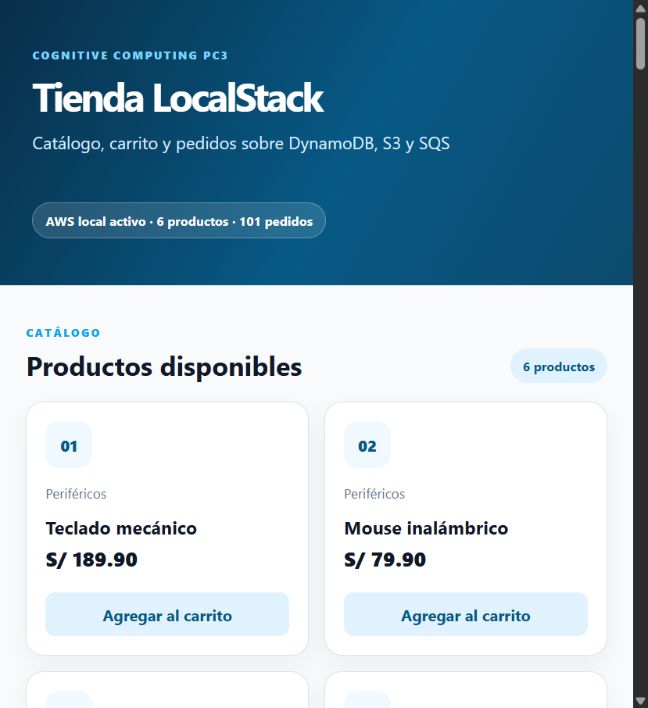 COGNITIVE COMPUTING PC3
Tienda LocalStack
Catálogo, carrito y pedidos sobre DynamoDB, S3 y SQS
AWS local activo · 6 productos · 101 pedidos
CATÁLOGO
Productos disponibles
6 productos
01
Periféricos
Teclado mecánico
S/ 189.90
Agregar al carrito
02
Periféricos
Mouse inalámbrico
S/ 79.90
Agregar al carrito